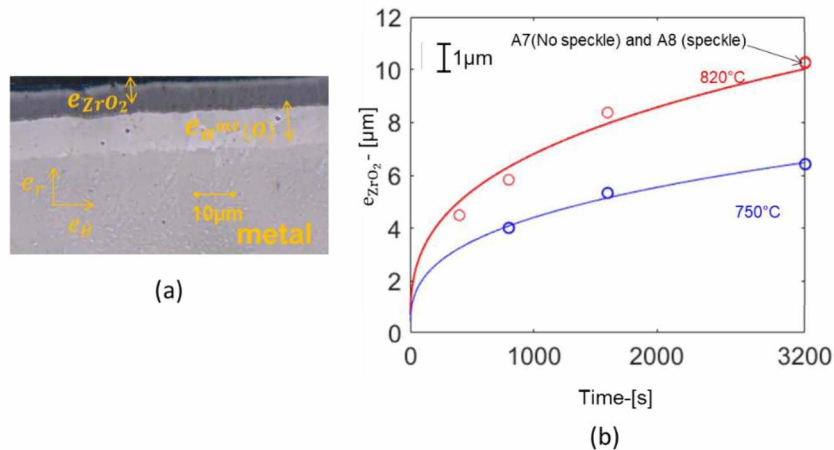 e_ZrO₂
e_α^me(O)
e_r
e_θ
10μm
metal
(a)
12
10
8
6
4
2
0
e_ZrO₂- [μm]
1μm
A7(No speckle) and A8 (speckle)
820°C
750°C
0
1000
2000
3200
Time-[s]
(b)